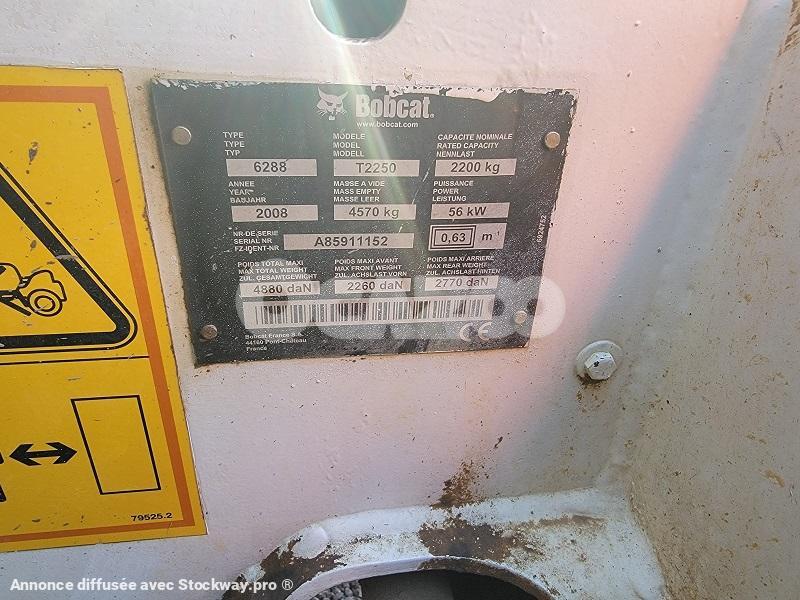 Bobcat®
www.bobcat.com
TYPE MODELE CAPACITE NOMINALE
TYPE MODEL RATED CAPACITY
TYP MODELL NENNLAST
6288 T2250 2200 kg
ANNEE MASSE A VIDE PUISSANCE
YEAR MASS EMPTY POWER
BAUJAHR MASSE LEER LEISTUNG
2008 4570 kg 56 kW
NR-DE-SERIE
SERIAL NR A85911152 0,63 m
FZ-IDENT-NR
POIDS TOTAL MAXI POIDS MAXI AVANT POIDS MAXI ARRIERE
MAX TOTAL WEIGHT MAX FRONT WEIGHT MAX REAR WEIGHT
ZUL. GESAMTGEWICHT ZUL. ACHSLAST VORN ZUL. ACHSLAST HINTEN
4880 daN 2260 daN 2770 daN
Bobcat France S.A.
44160 Pont-Château
France
CE
6924752
79525.2
Annonce diffusée avec Stockway.pro ®